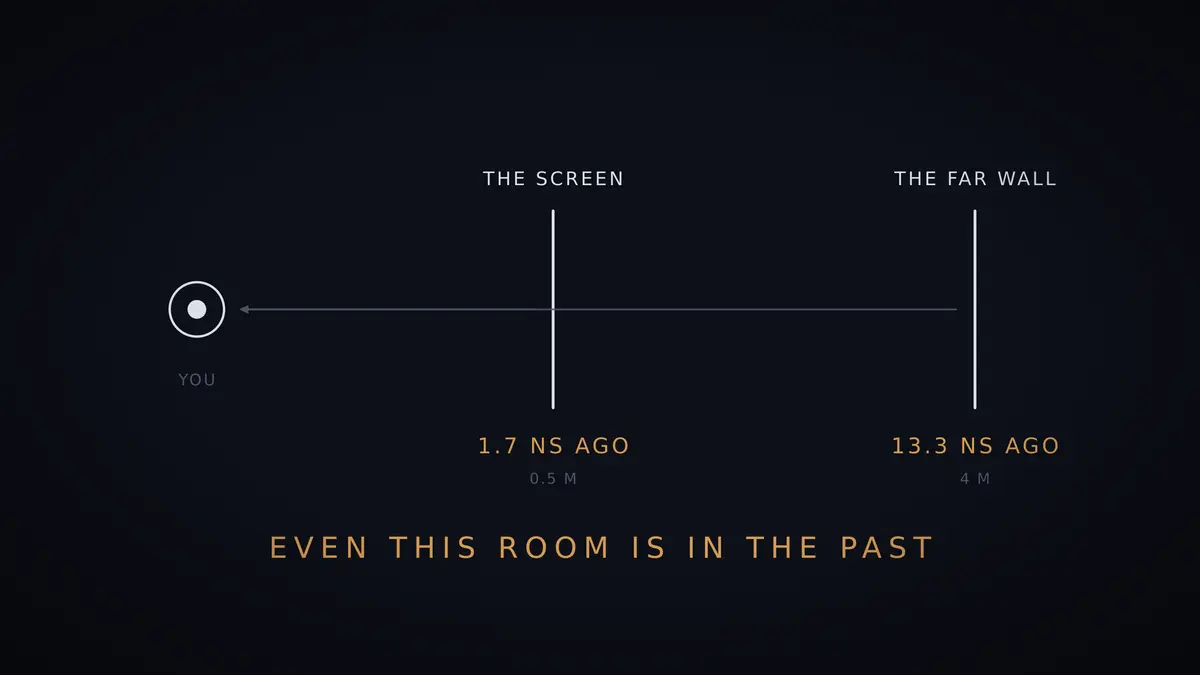 THE SCREEN
THE FAR WALL
YOU
1.7 NS AGO
13.3 NS AGO
0.5 M
4 M
EVEN THIS ROOM IS IN THE PAST